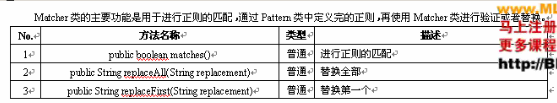 www.ML
Matcher 类的主要功能是用于进行正则的匹配,通过 Pattern 类中定义完的正则,再使用 Matcher 类进行验证或者替换.
马上注册
更多课程
http://Bl
No. 方法名称 类型 描述
1 public boolean matches() 普通 进行正则的匹配
2 public String replaceAll(String replacement) 普通 替换全部
3 public String replaceFirst(String replacement) 普通 替换第一个